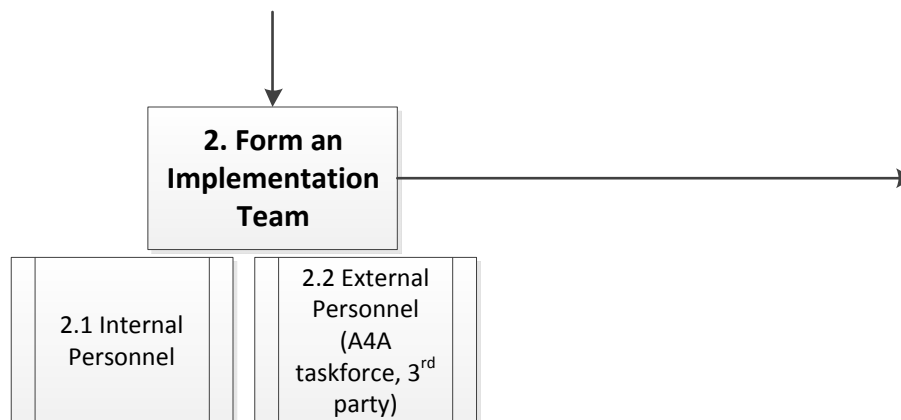 2. Form an
Implementation
Team
2.1 Internal
Personnel
2.2 External
Personnel
(A4A
taskforce, 3rd
party)